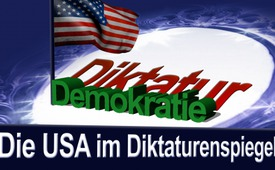 Diktatur
Demokratie
Die USA im Diktaturenspiegel